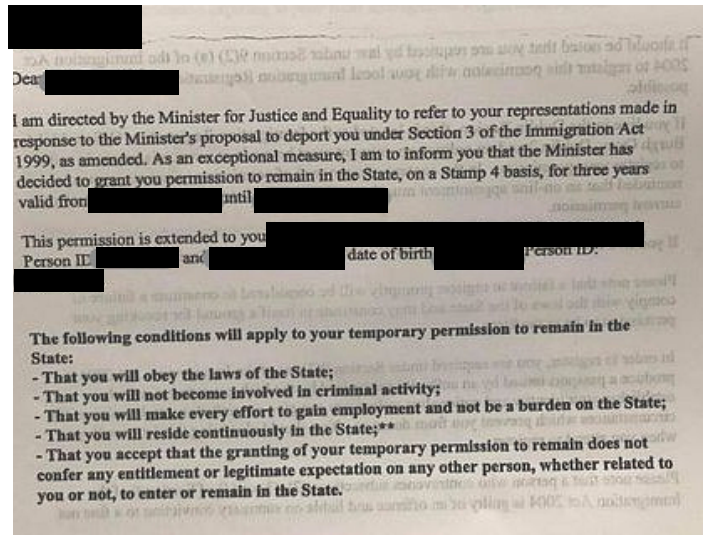 Dear
I am directed by the Minister for Justice and Equality to refer to your representations made in
response to the Minister's proposal to deport you under Section 3 of the Immigration Act
1999, as amended. As an exceptional measure, I am to inform you that the Minister has
decided to grant you permission to remain in the State, on a Stamp 4 basis, for three years
valid from until
This permission is extended to you
Person ID and date of birth Person ID:
The following conditions will apply to your temporary permission to remain in the
State:
- That you will obey the laws of the State;
- That you will not become involved in criminal activity;
- That you will make every effort to gain employment and not be a burden on the State;
- That you will reside continuously in the State;**
- That you accept that the granting of your temporary permission to remain does not
confer any entitlement or legitimate expectation on any other person, whether related to
you or not, to enter or remain in the State.